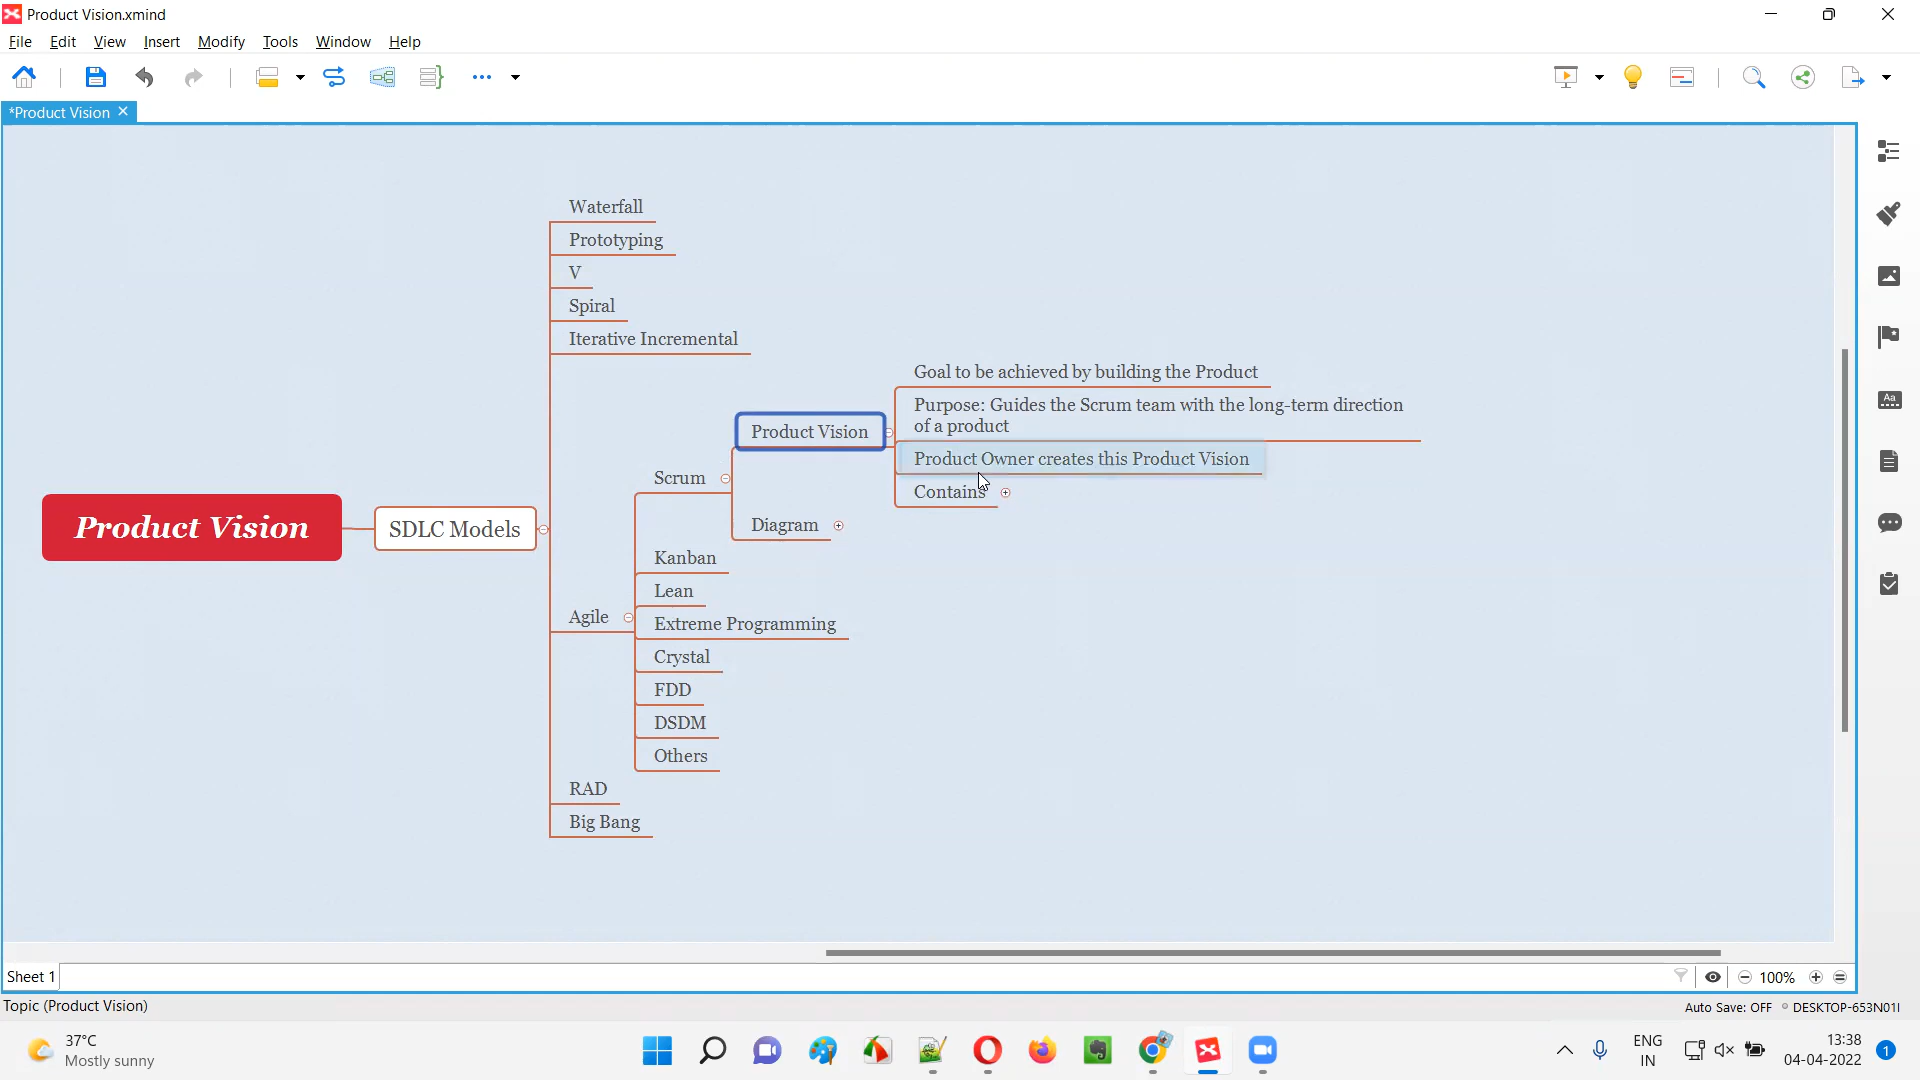 Product Vision.xmind
File Edit View Insert Modify Tools Window Help
*Product Vision
Waterfall
Prototyping
V
Spiral
Iterative Incremental
Goal to be achieved by building the Product
Purpose: Guides the Scrum team with the long-term direction
of a product
Product Vision
Product Owner creates this Product Vision
Scrum
Contains
Product Vision
SDLC Models
Diagram
Kanban
Lean
Agile
Extreme Programming
Crystal
FDD
DSDM
Others
RAD
Big Bang
Aa
Sheet 1
100%
Topic (Product Vision)
Auto Save: OFF
DESKTOP-653N01I
37°C
Mostly sunny
ENG
IN
13:38
04-04-2022
1